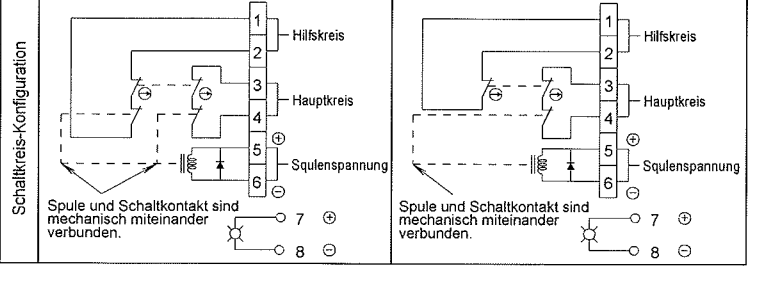 Schaltkreis-Konfiguration
1
2
3
4
5
6
Hilfskreis
Hauptkreis
⊕
Squlenspannung
⊖
Spule und Schaltkontakt sind
mechanisch miteinander
verbunden.
7 ⊕
8 ⊖
1
2
3
4
5
6
Hilfskreis
Hauptkreis
⊕
Squlenspannung
⊖
Spule und Schaltkontakt sind
mechanisch miteinander
verbunden.
7 ⊕
8 ⊖